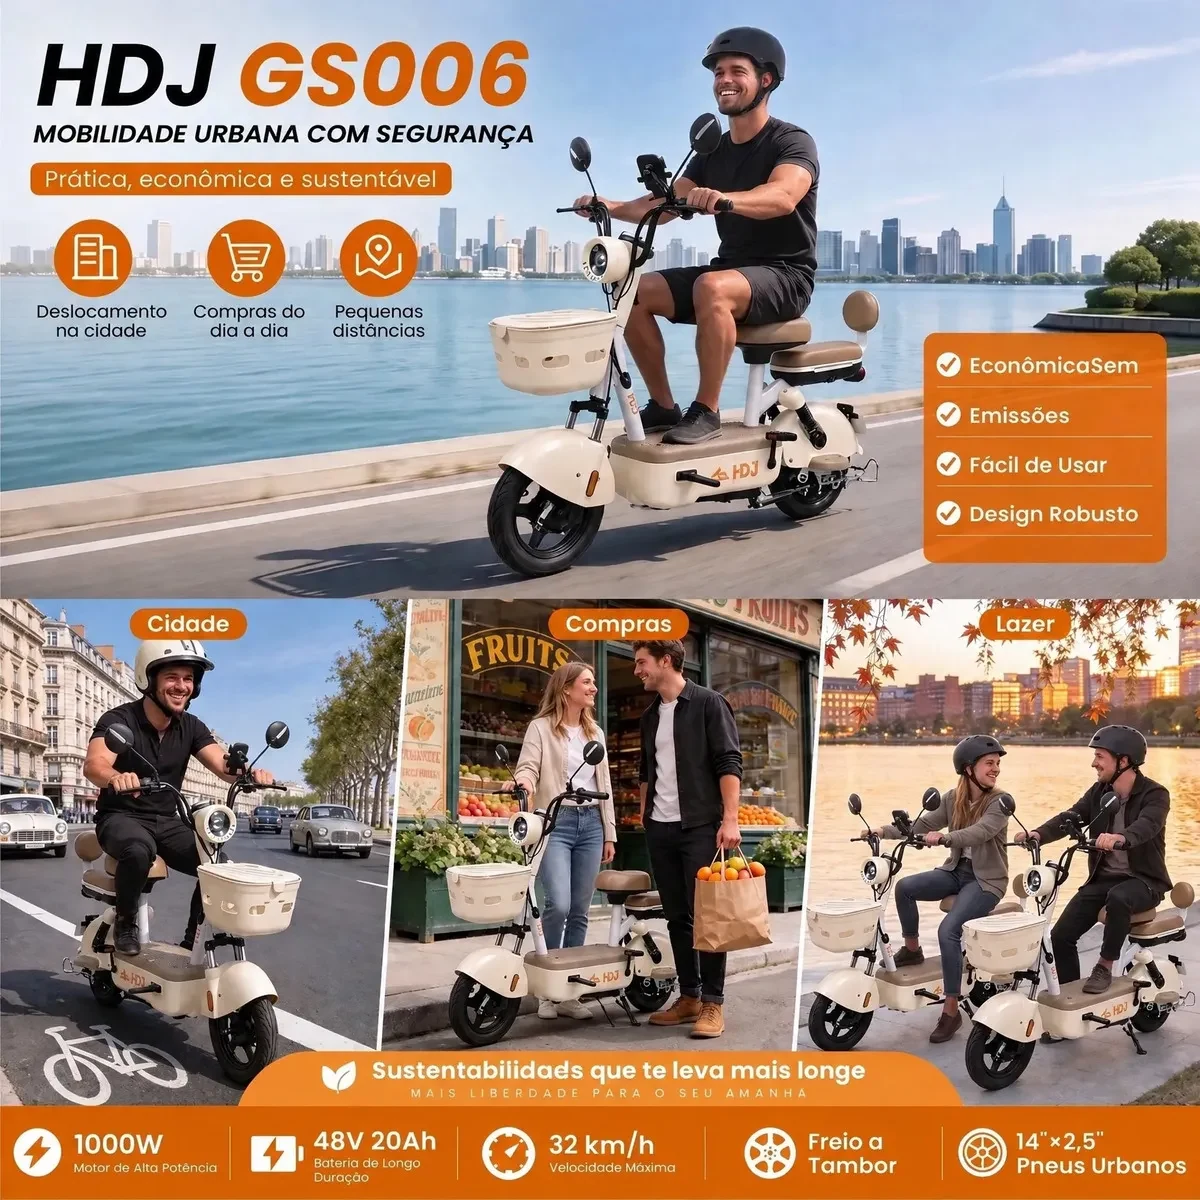 HDJ GS006
MOBILIDADE URBANA COM SEGURANÇA
Prática, econômica e sustentável
Deslocamento
na cidade
Compras do
dia a dia
Pequenas
distâncias
EconômicaSem
Emissões
Fácil de Usar
Design Robusto
HDJ
Cidade
Compras
Lazer
FRUITS
HDJ
HDJ
HDJ
Sustentabilidads que te leva mais longe
MAIS LIBERDADE PARA O SEU AMANHÃ
1000W
Motor de Alta Potência
48V 20Ah
Bateria de Longo
Duração
32 km/h
Velocidade Máxima
Freio a
Tambor
14"×2,5"
Pneus Urbanos